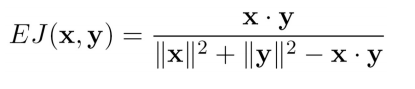 EJ(𝐱, 𝐲) = 𝐱 · 𝐲 / (‖𝐱‖² + ‖𝐲‖² − 𝐱 · 𝐲)